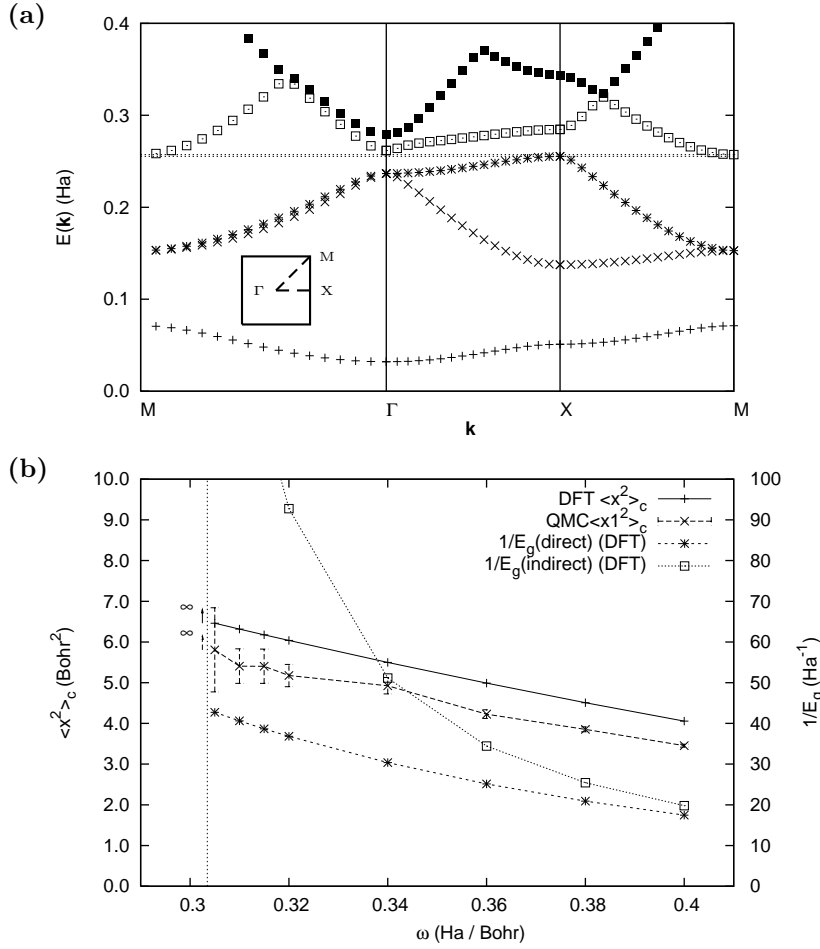 (a)
0.4
0.3
0.2
0.1
0.0
E(k) (Ha)
M
Γ
X
M
Γ
X
M
k
(b)
10.0
9.0
8.0
7.0
6.0
5.0
4.0
3.0
2.0
1.0
0.0
<x²>c (Bohr²)
∞
∞
DFT <x²>c
QMC<x1²>c
1/Eg(direct) (DFT)
1/Eg(indirect) (DFT)
100
90
80
70
60
50
40
30
20
10
0
1/Eg (Ha⁻¹)
0.3 0.32 0.34 0.36 0.38 0.4
ω (Ha / Bohr)